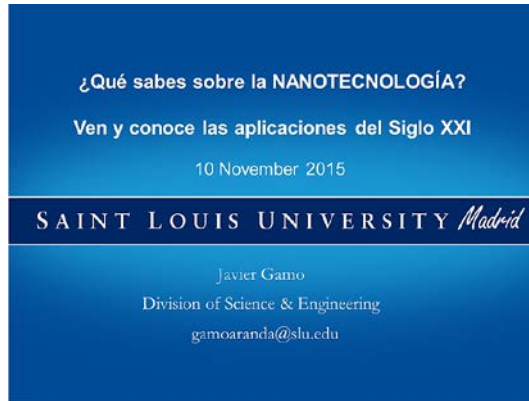 ¿Qué sabes sobre la NANOTECNOLOGÍA?
Ven y conoce las aplicaciones del Siglo XXI
10 November 2015
SAINT LOUIS UNIVERSITY Madrid
Javier Gamo
Division of Science & Engineering
gamoaranda@slu.edu